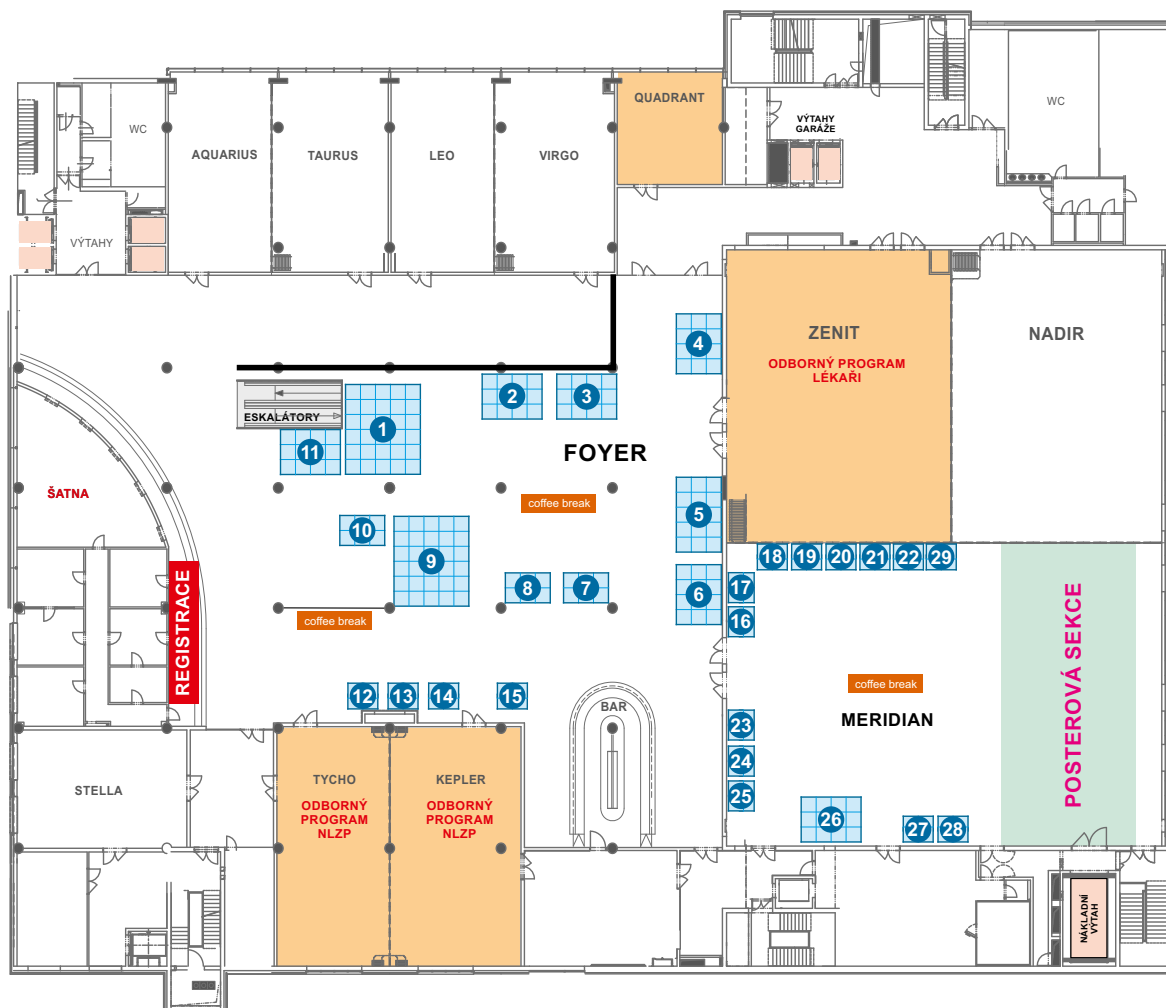 QUADRANT
VÝTAHY
GARÁŽE
WC
WC
AQUARIUS
TAURUS
LEO
VIRGO
VÝTAHY
ZENIT
ODBORNÝ PROGRAM
LÉKAŘI
NADIR
4
2
3
ESKALÁTORY
1
11
FOYER
ŠATNA
coffee break
5
10
9
18
19
20
21
22
29
8
7
6
17
16
REGISTRACE
coffee break
POSTEROVÁ SEKCE
12
13
14
15
coffee break
MERIDIAN
BAR
23
24
25
STELLA
TYCHO
ODBORNÝ
PROGRAM
NLZP
KEPLER
ODBORNÝ
PROGRAM
NLZP
26
27
28
NÁKLADNÍ
VÝTAH